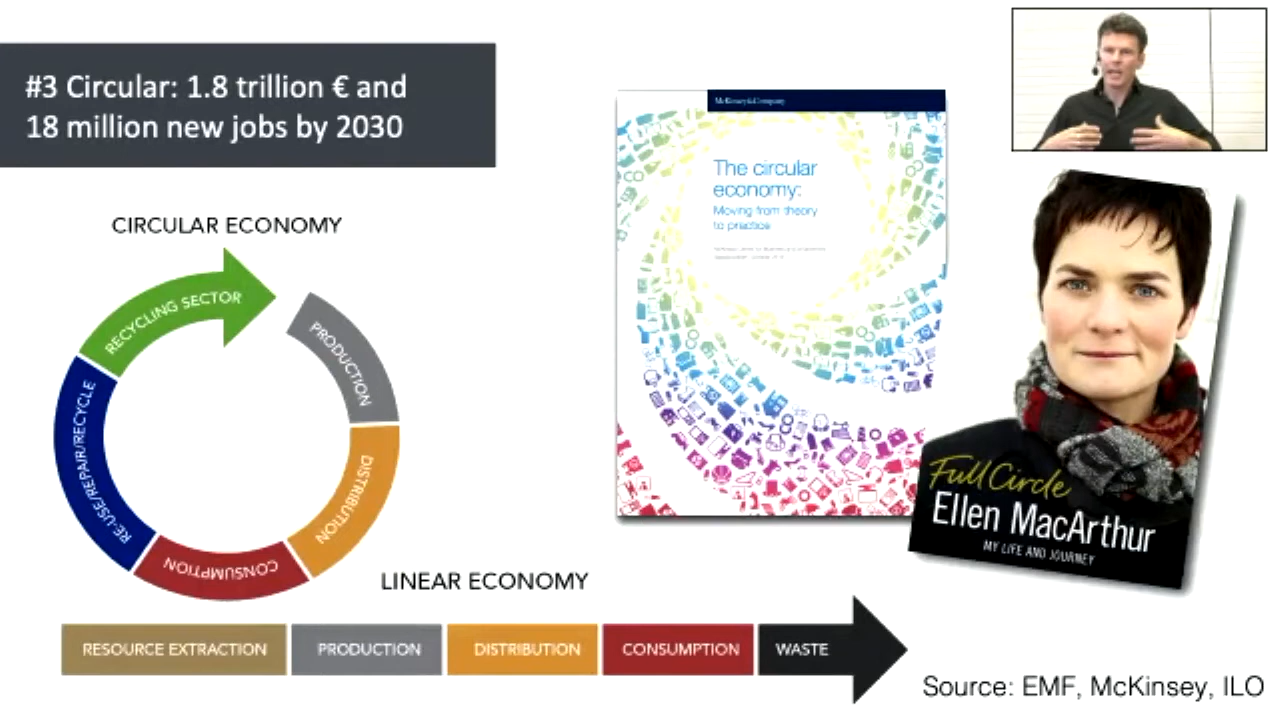 #3 Circular: 1.8 trillion € and
18 million new jobs by 2030
CIRCULAR ECONOMY
RECYCLING SECTOR
PRODUCTION
DISTRIBUTION
CONSUMPTION
RE-USE/REPAIR/RECYCLE
LINEAR ECONOMY
RESOURCE EXTRACTION
PRODUCTION
DISTRIBUTION
CONSUMPTION
WASTE
McKinsey&Company
The circular
economy:
Moving from theory
to practice
Full Circle
Ellen MacArthur
MY LIFE AND JOURNEY
Source: EMF, McKinsey, ILO